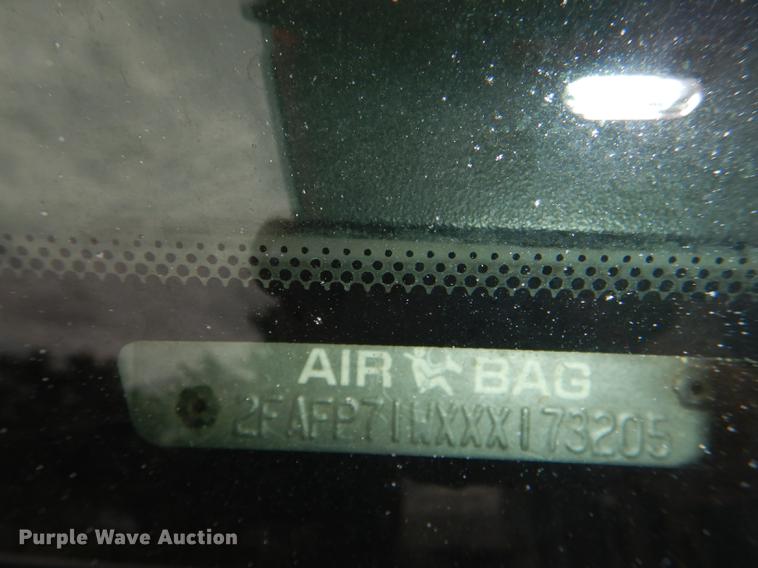 AIR BAG
2FAFP71WXXX173205
Purple Wave Auction